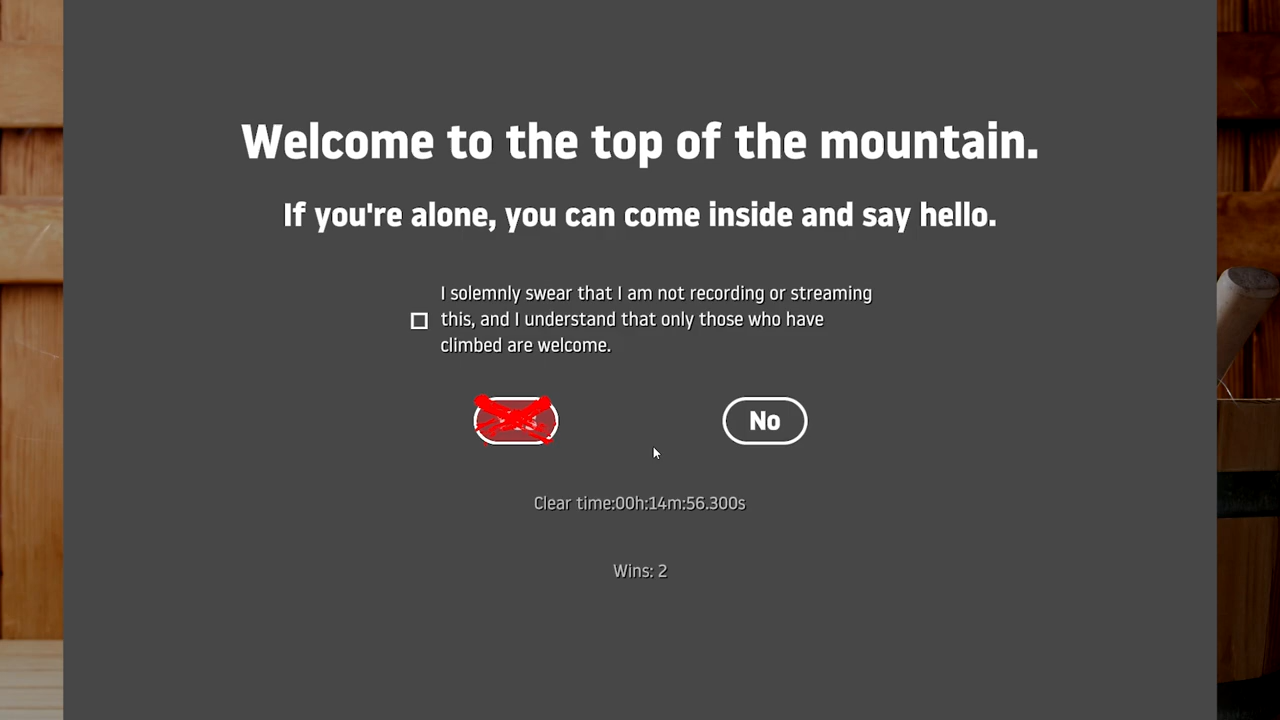 Welcome to the top of the mountain.
If you're alone, you can come inside and say hello.
I solemnly swear that I am not recording or streaming
this, and I understand that only those who have
climbed are welcome.
No
Clear time:00h:14m:56.300s
Wins: 2